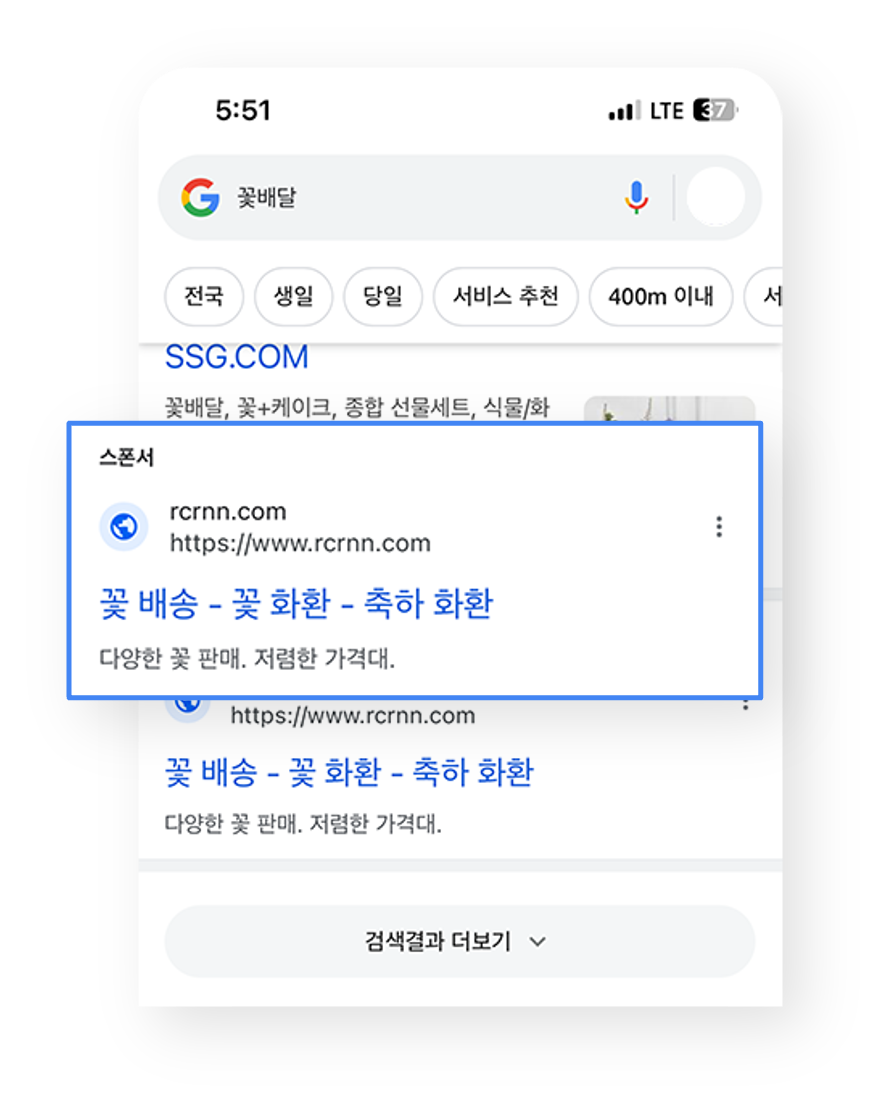 5:51 LTE 37
꽃배달
전국 생일 당일 서비스 추천 400m 이내 서
SSG.COM
꽃배달, 꽃+케이크, 종합 선물세트, 식물/화
스폰서
rcrnn.com
https://www.rcrnn.com
꽃 배송 - 꽃 화환 - 축하 화환
다양한 꽃 판매. 저렴한 가격대.
https://www.rcrnn.com
꽃 배송 - 꽃 화환 - 축하 화환
다양한 꽃 판매. 저렴한 가격대.
검색결과 더보기